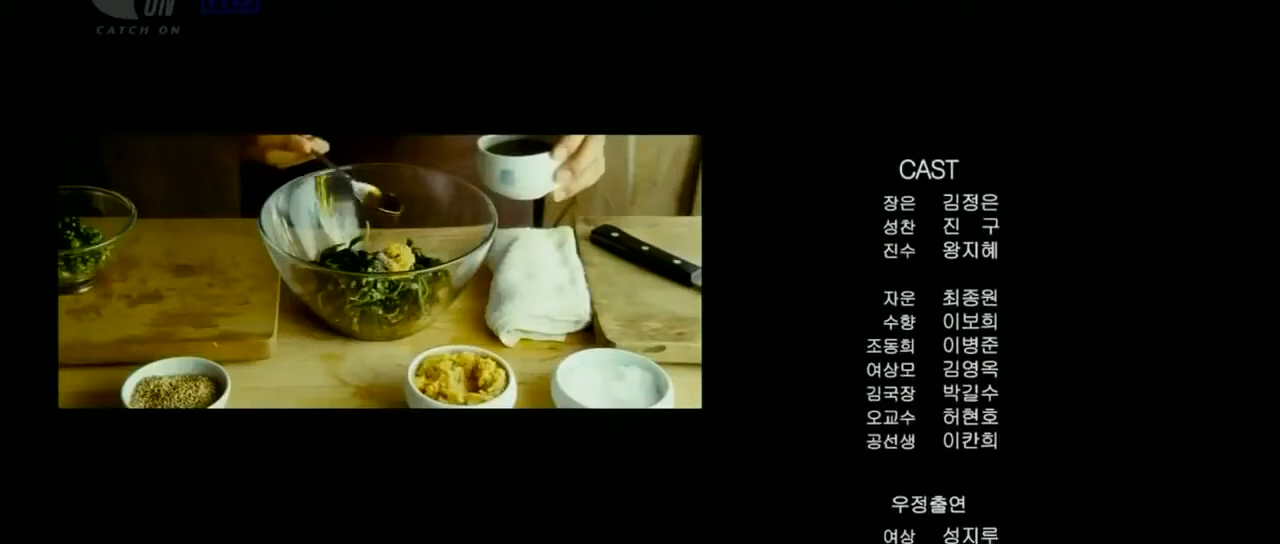 ON
CATCH ON
CAST
장은 김정은
성찬 진 구
진수 왕지혜
자운 최종원
수향 이보희
조동희 이병준
여상모 김영옥
김국장 박길수
오교수 허현호
공선생 이칸희
우정출연
여상 성지루